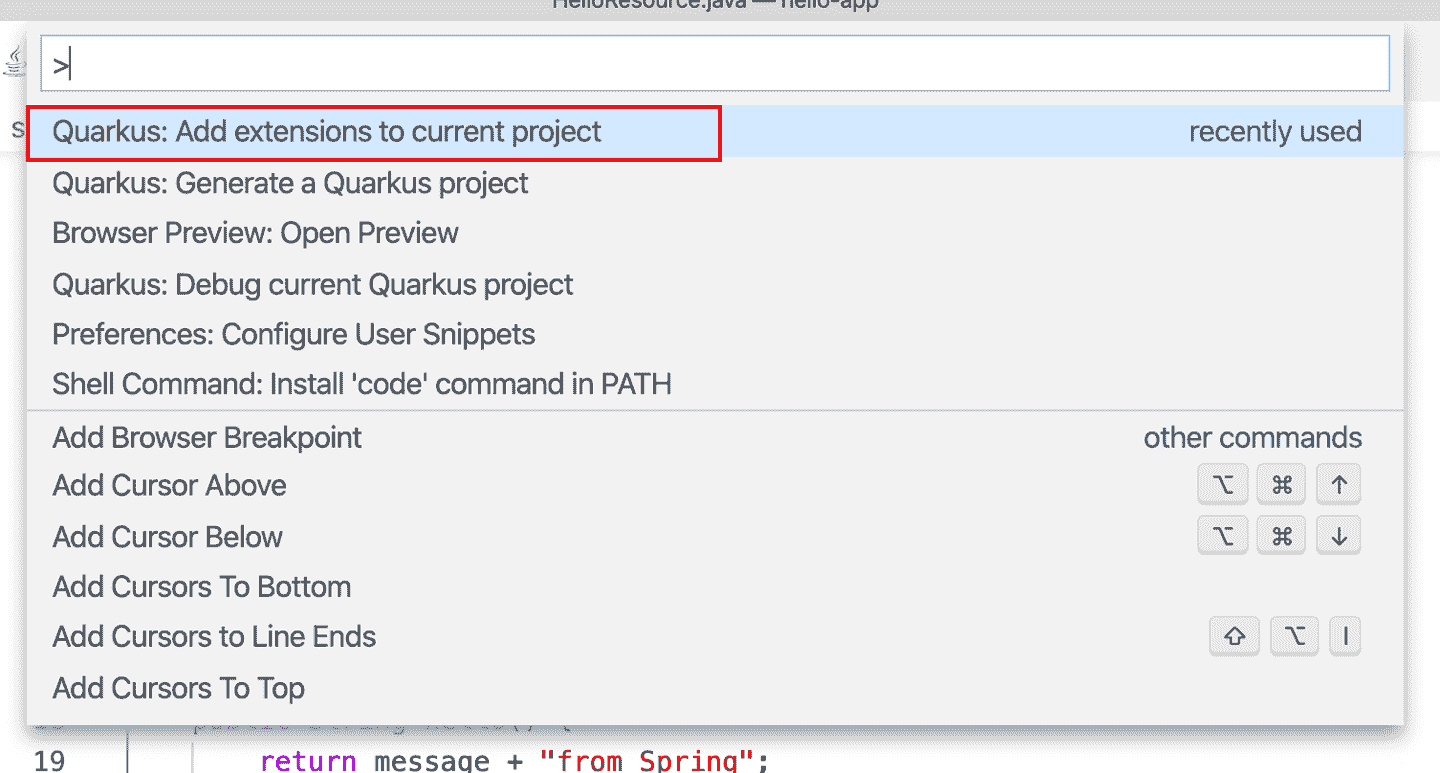 HelloResource.java — hello-app
>
Quarkus: Add extensions to current project recently used
Quarkus: Generate a Quarkus project
Browser Preview: Open Preview
Quarkus: Debug current Quarkus project
Preferences: Configure User Snippets
Shell Command: Install 'code' command in PATH
Add Browser Breakpoint other commands
Add Cursor Above ⌥ ⌘ ↑
Add Cursor Below ⌥ ⌘ ↓
Add Cursors To Bottom
Add Cursors to Line Ends ⇧ ⌥ I
Add Cursors To Top
19 return message + "from Spring";